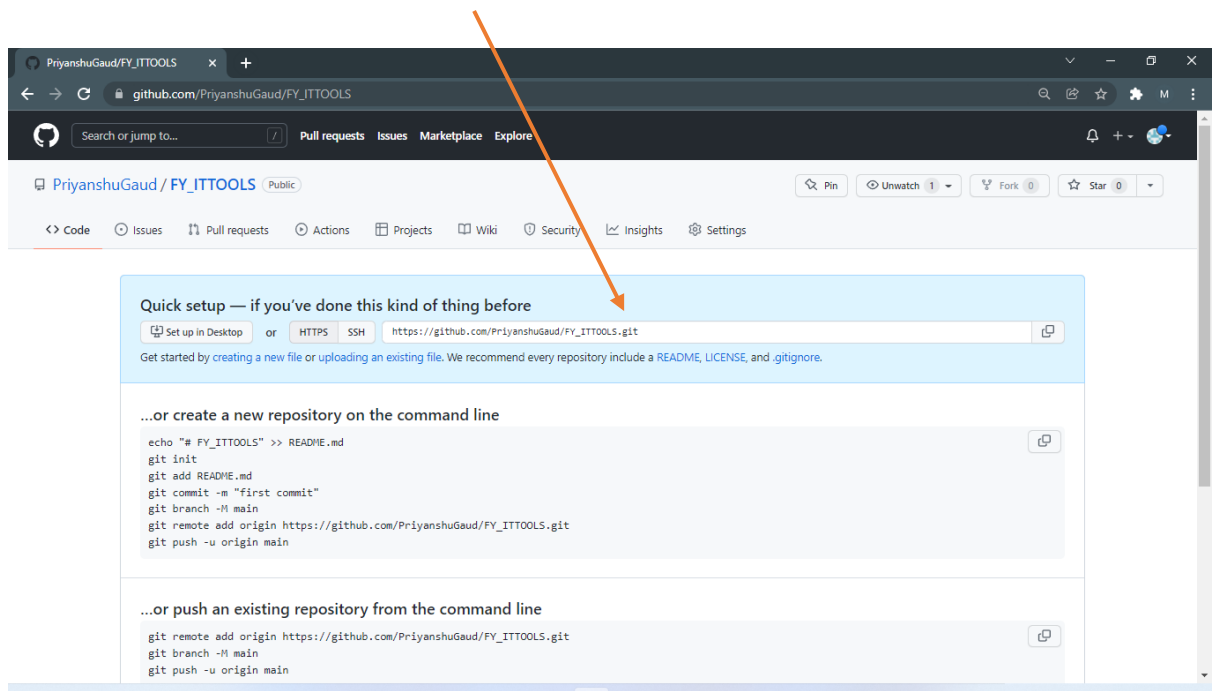 PriyanshuGaud/FY_ITTOOLS
github.com/PriyanshuGaud/FY_ITTOOLS
M
Search or jump to... / Pull requests Issues Marketplace Explore
PriyanshuGaud / FY_ITTOOLS Public
Pin Unwatch 1 Fork 0 Star 0
<> Code Issues Pull requests Actions Projects Wiki Security Insights Settings
Quick setup — if you've done this kind of thing before
Set up in Desktop or HTTPS SSH https://github.com/PriyanshuGaud/FY_ITTOOLS.git
Get started by creating a new file or uploading an existing file. We recommend every repository include a README, LICENSE, and .gitignore.
...or create a new repository on the command line
echo "# FY_ITTOOLS" >> README.md
git init
git add README.md
git commit -m "first commit"
git branch -M main
git remote add origin https://github.com/PriyanshuGaud/FY_ITTOOLS.git
git push -u origin main
...or push an existing repository from the command line
git remote add origin https://github.com/PriyanshuGaud/FY_ITTOOLS.git
git branch -M main
git push -u origin main